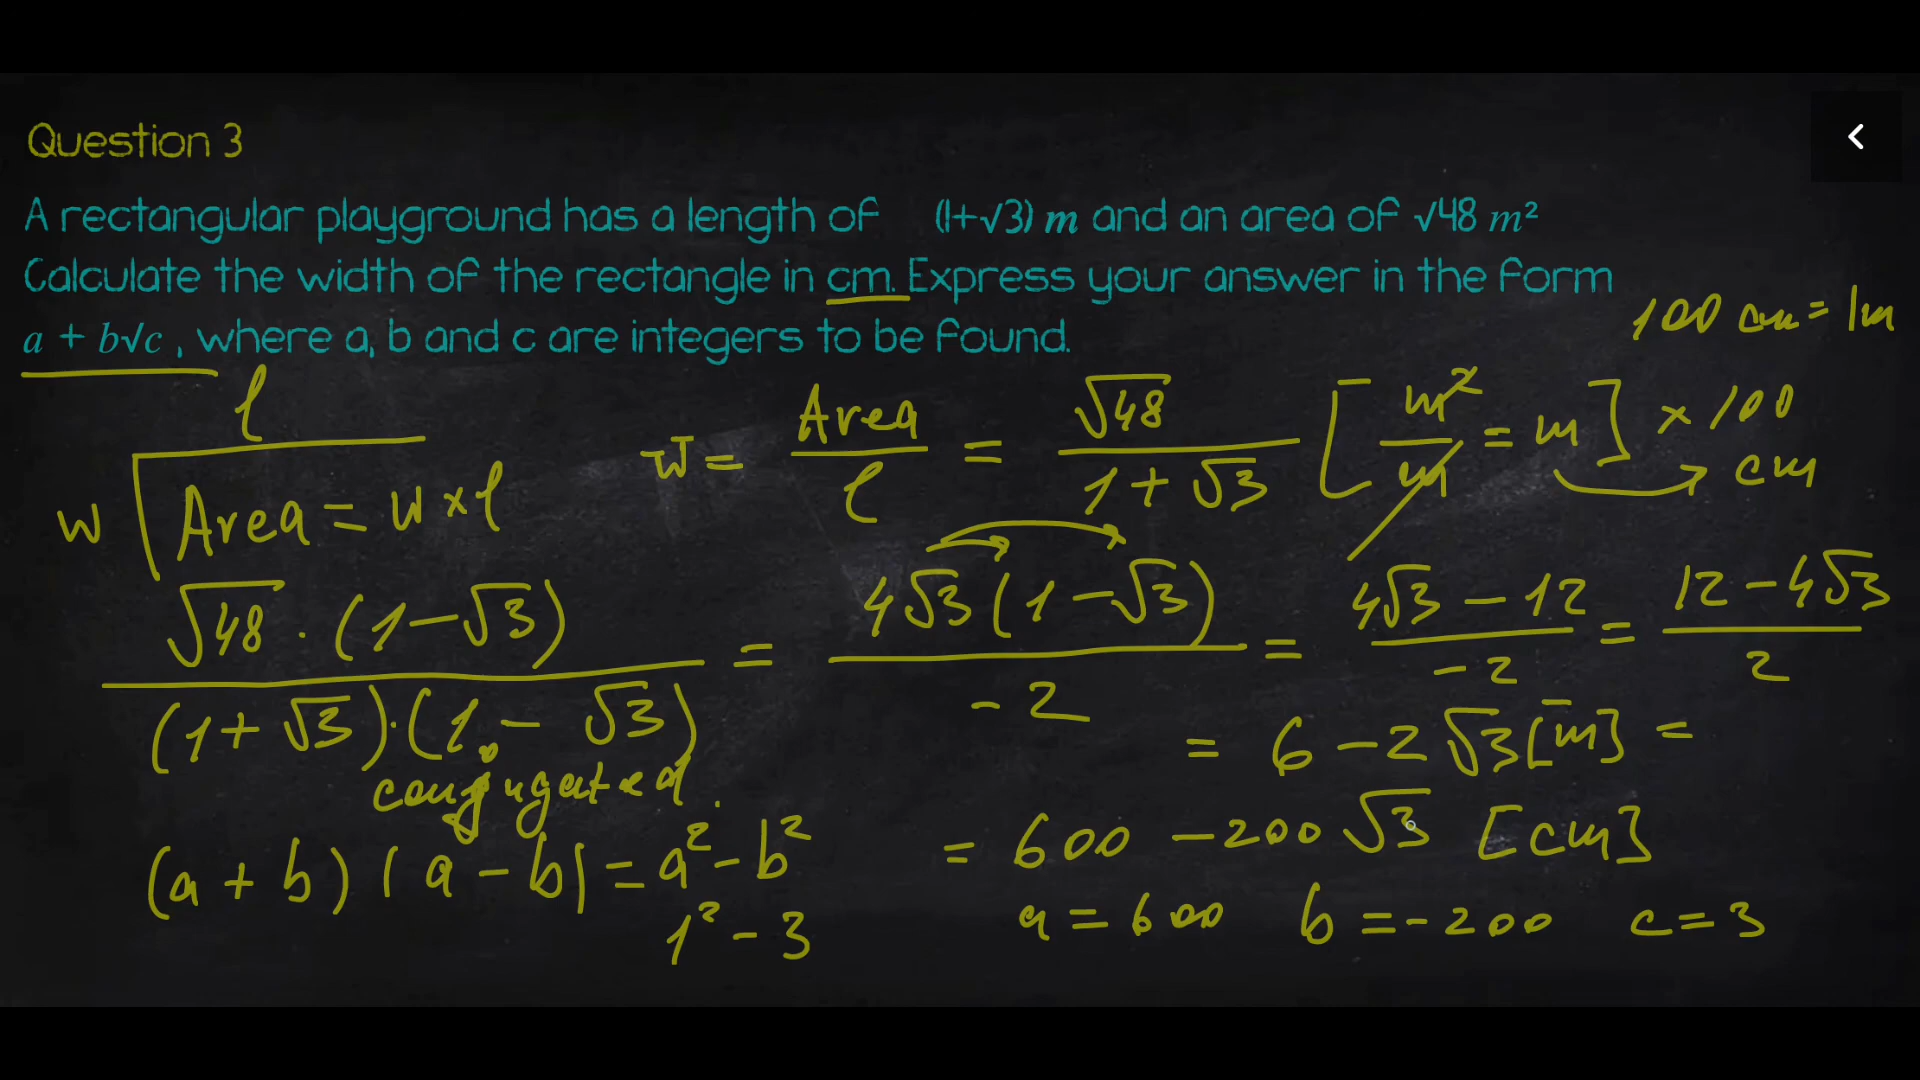 Question 3
A rectangular playground has a length of (1+√3) m and an area of √48 m²
Calculate the width of the rectangle in cm. Express your answer in the form
a + b√c , where a, b and c are integers to be found.
100 cm = 1m
l
w Area = w × l
w = Area / l = √48 / 1 + √3 [ m² / m = m ] × 100
cm
√48 · (1 − √3) / (1 + √3) · (1 − √3) = 4√3 (1 − √3) / −2 = 4√3 − 12 / −2 = 12 − 4√3 / 2
conjugated.
= 6 − 2√3 [m] =
(a + b) (a − b) = a² − b²
= 600 − 200 √3 [cm]
1² − 3
a = 600 b = −200 c = 3